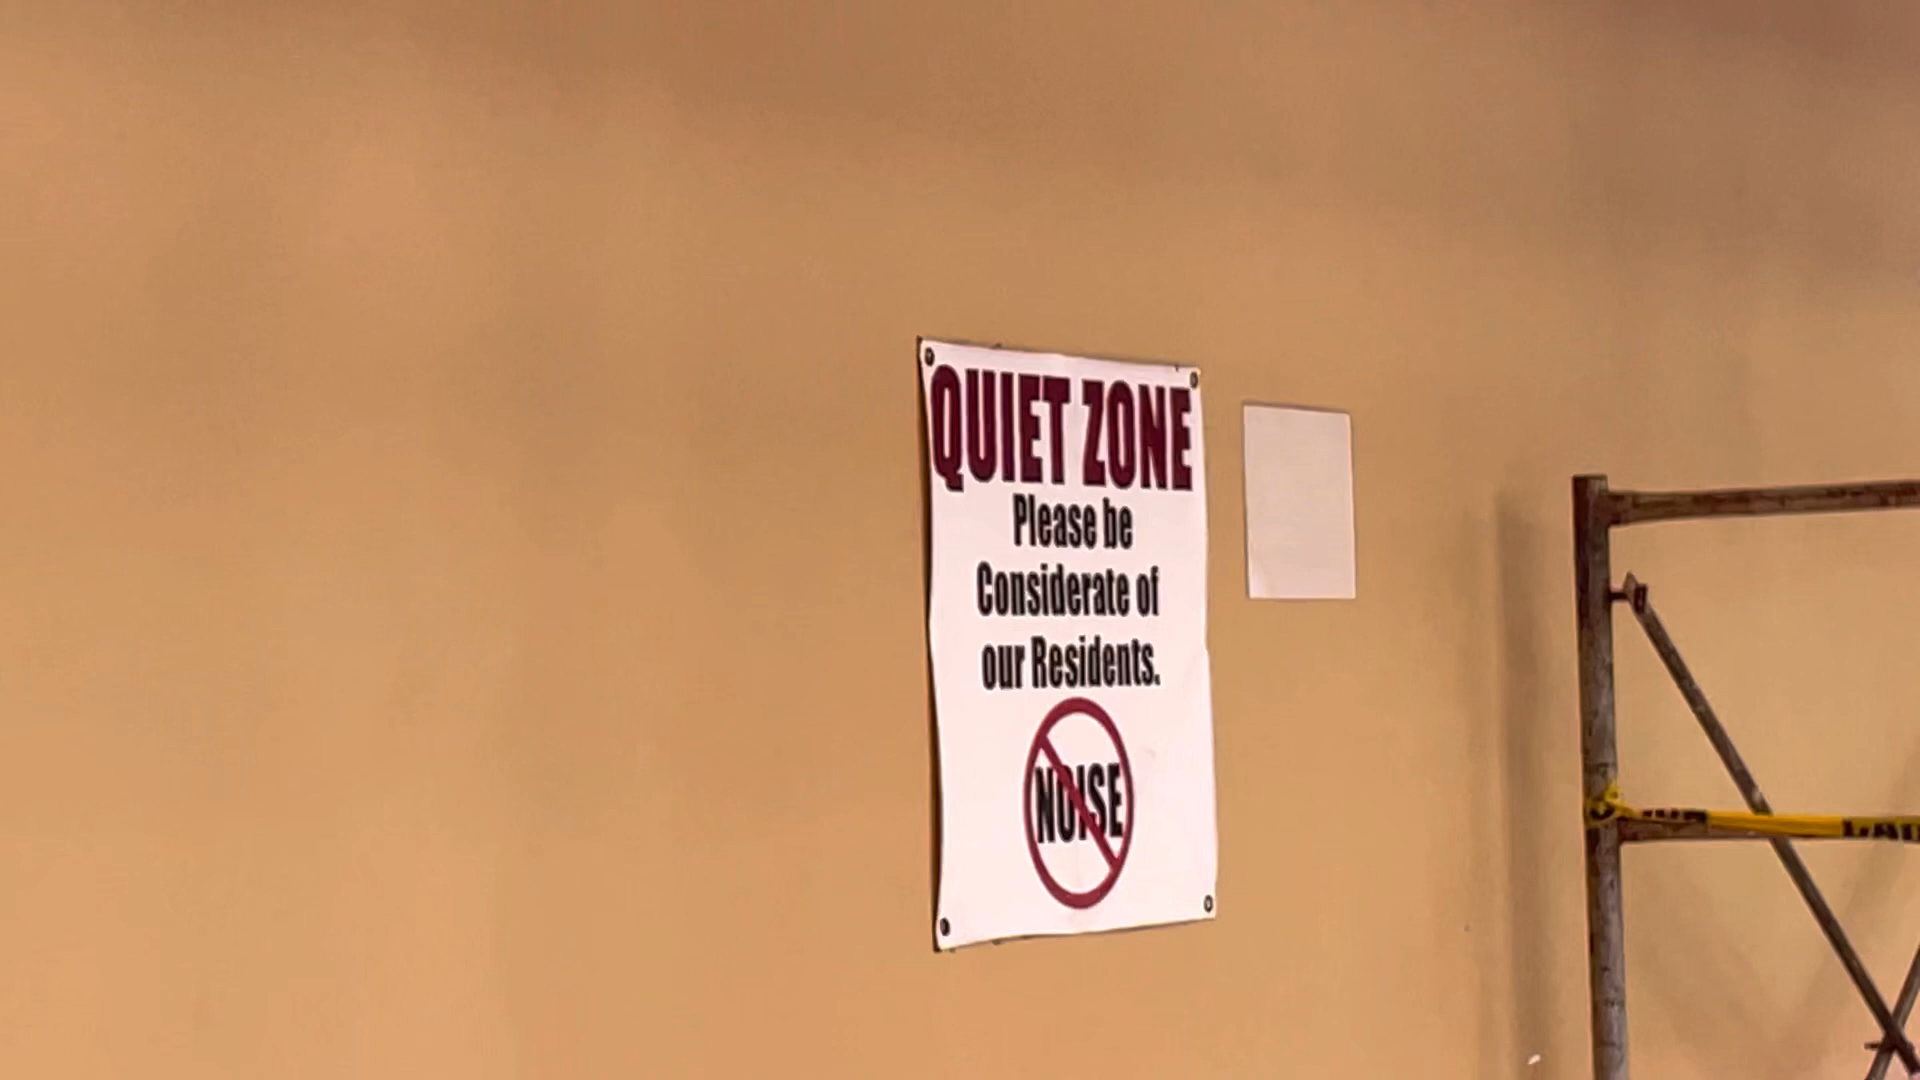 QUIET ZONE
Please be
Considerate of
our Residents.
NOISE